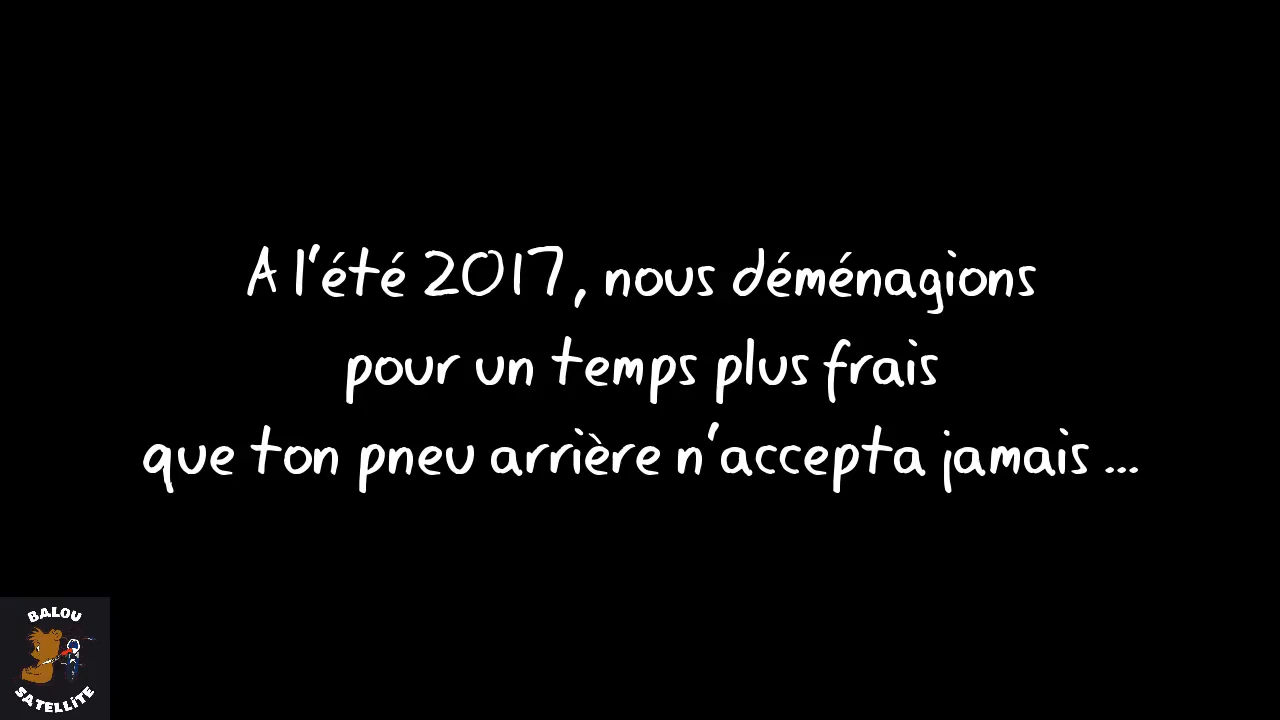 A l'été 2017, nous déménagions
pour un temps plus frais
que ton pneu arrière n'accepta jamais ...
BALOU
SATELLiTE